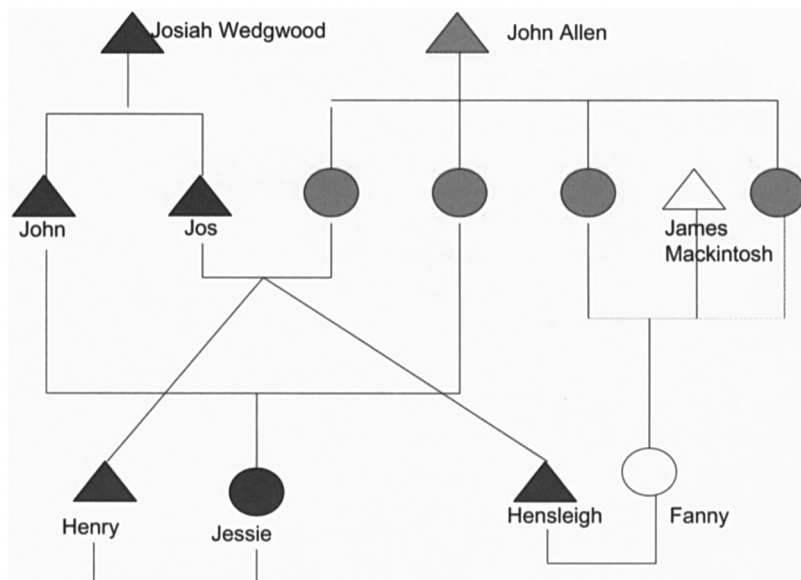 Josiah Wedgwood
John Allen
John
Jos
James
Mackintosh
Henry
Jessie
Hensleigh
Fanny